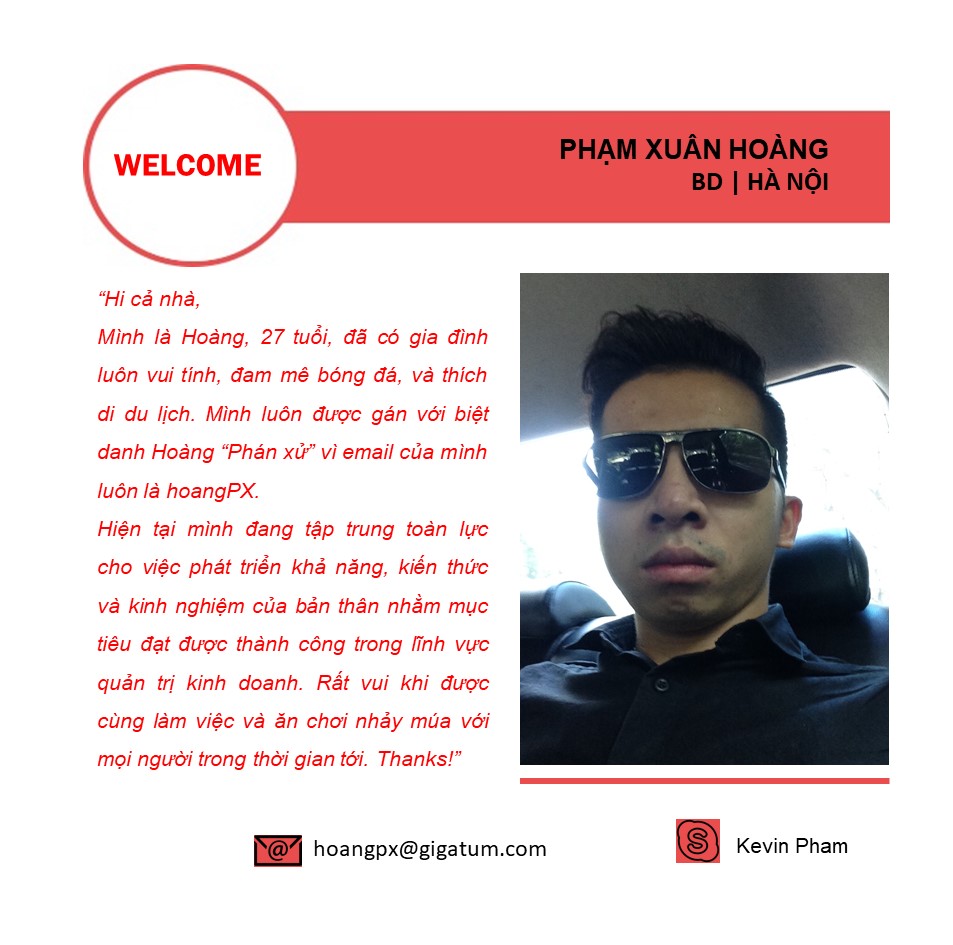 WELCOME
PHẠM XUÂN HOÀNG
BD | HÀ NỘI
“Hi cả nhà,
Mình là Hoàng, 27 tuổi, đã có gia đình
luôn vui tính, đam mê bóng đá, và thích
di du lịch. Mình luôn được gán với biệt
danh Hoàng “Phán xử” vì email của mình
luôn là hoangPX.
Hiện tại mình đang tập trung toàn lực
cho việc phát triển khả năng, kiến thức
và kinh nghiệm của bản thân nhằm mục
tiêu đạt được thành công trong lĩnh vực
quản trị kinh doanh. Rất vui khi được
cùng làm việc và ăn chơi nhảy múa với
mọi người trong thời gian tới. Thanks!”
@ hoangpx@gigatum.com
S Kevin Pham